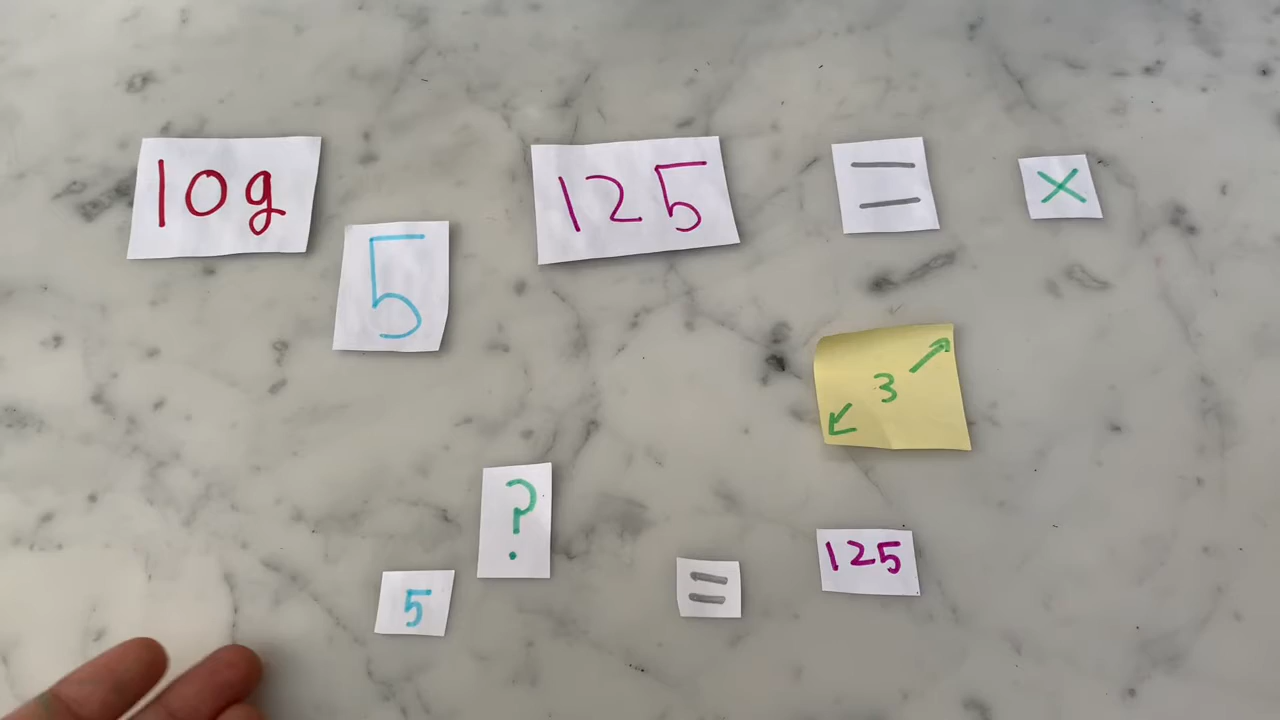 log 5 125 = x
↙ 3 ↗
5 ? = 125